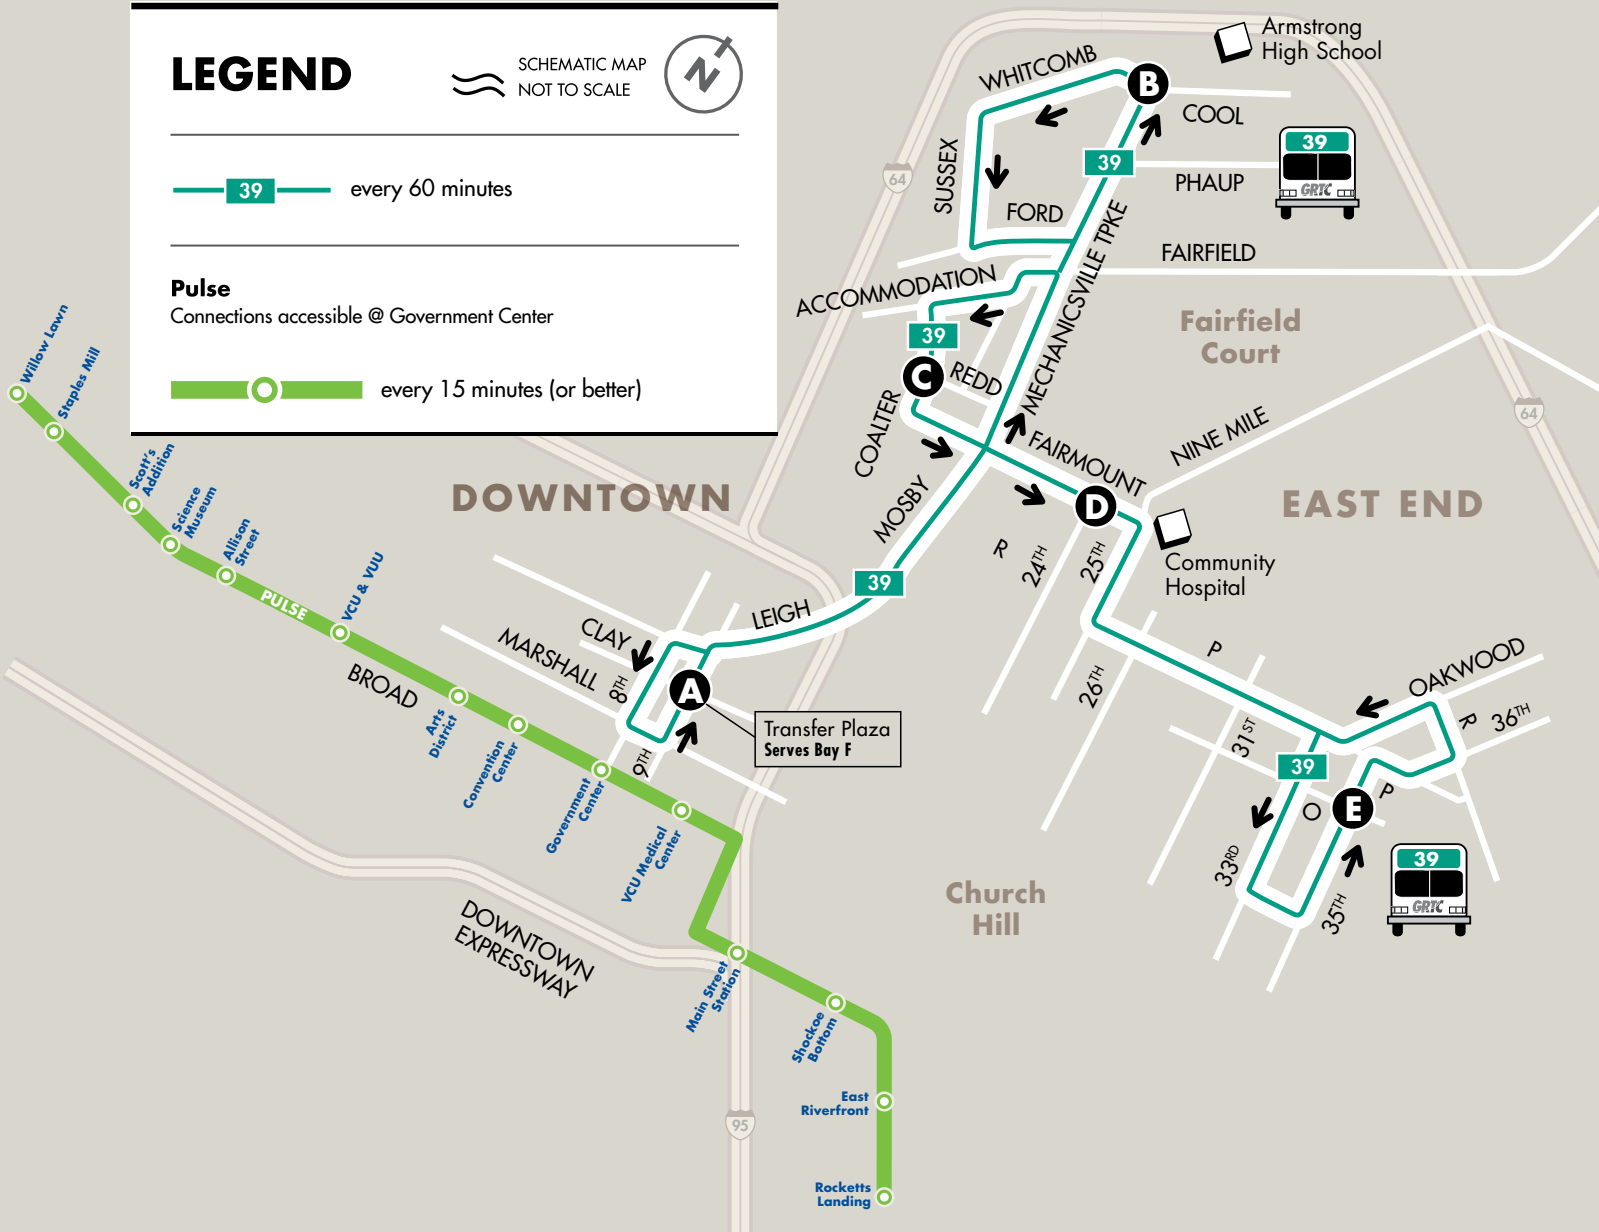 LEGEND
SCHEMATIC MAP
NOT TO SCALE
N
39
every 60 minutes
Pulse
Connections accessible @ Government Center
every 15 minutes (or better)
Armstrong
High School
WHITCOMB
B
COOL
39
39
GRTC
PHAUP
SUSSEX
64
FORD
MECHANICSVILLE TPKE
FAIRFIELD
ACCOMMODATION
39
Fairfield
Court
C
REDD
COALTER
64
FAIRMOUNT
NINE MILE
DOWNTOWN
MOSBY
D
EAST END
R
24TH
25TH
Community
Hospital
39
LEIGH
CLAY
MARSHALL
8TH
A
9TH
Transfer Plaza
Serves Bay F
P
26TH
OAKWOOD
R
36TH
31ST
39
P
O
E
33RD
35TH
39
GRTC
Church
Hill
Willow Lawn
Staples Mill
Scott's
Addition
Science
Museum
Allison
Street
PULSE
VCU & VUU
BROAD
Arts
District
Convention
Center
Government
Center
VCU Medical
Center
DOWNTOWN
EXPRESSWAY
Main Street
Station
Shockoe
Bottom
East
Riverfront
95
Rocketts
Landing